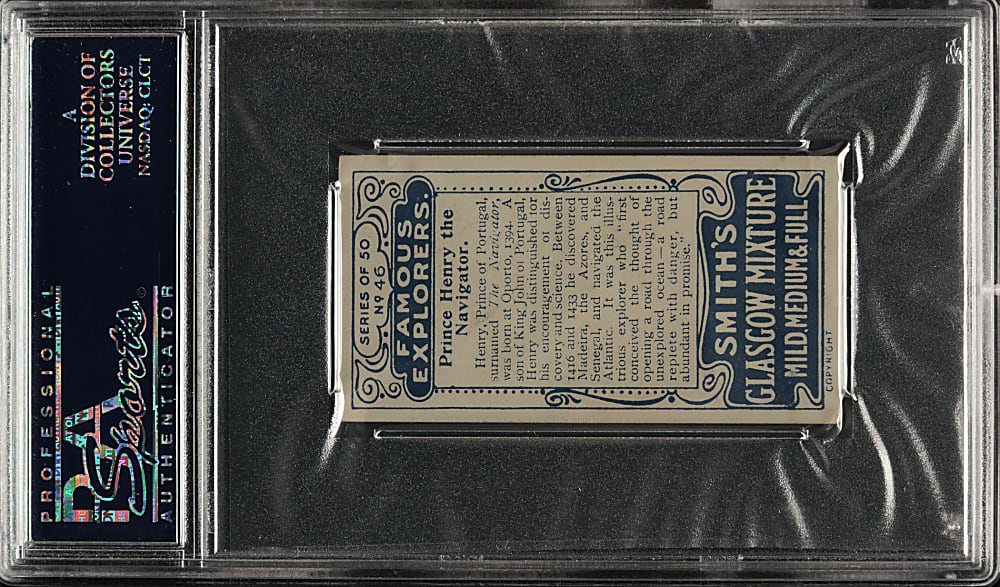 A
DIVISION OF
COLLECTORS
UNIVERSE
NASDAQ: CLCT
PROFESSIONAL
PSA
Sports
©
AUTHENTICATOR
SERIES OF 50
Nº 46
FAMOUS
EXPLORERS.
Prince Henry the
Navigator.
Henry, Prince of Portugal,
surnamed "The Navigator,
was born at Oporto, 1394. A
son of King John of Portugal,
Henry was distinguished for
his encouragement of dis-
covery and science. Between
1416 and 1433 he discovered
Madeira, the Azores, and
Senegal, and navigated the
Atlantic. It was this illus-
trious explorer who "first
conceived the thought of
opening a road through the
unexplored ocean—a road
replete with danger, but
abundant in promise."
SMITH'S
GLASGOW MIXTURE
MILD. MEDIUM & FULL
COPYRIGHT